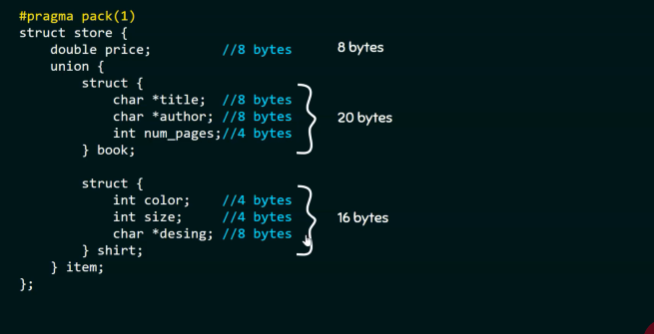 #pragma pack(1)
struct store {
double price; //8 bytes 8 bytes
union {
struct {
char *title; //8 bytes
char *author; //8 bytes 20 bytes
int num_pages;//4 bytes
} book;
struct {
int color; //4 bytes
int size; //4 bytes 16 bytes
char *desing; //8 bytes
} shirt;
} item;
};